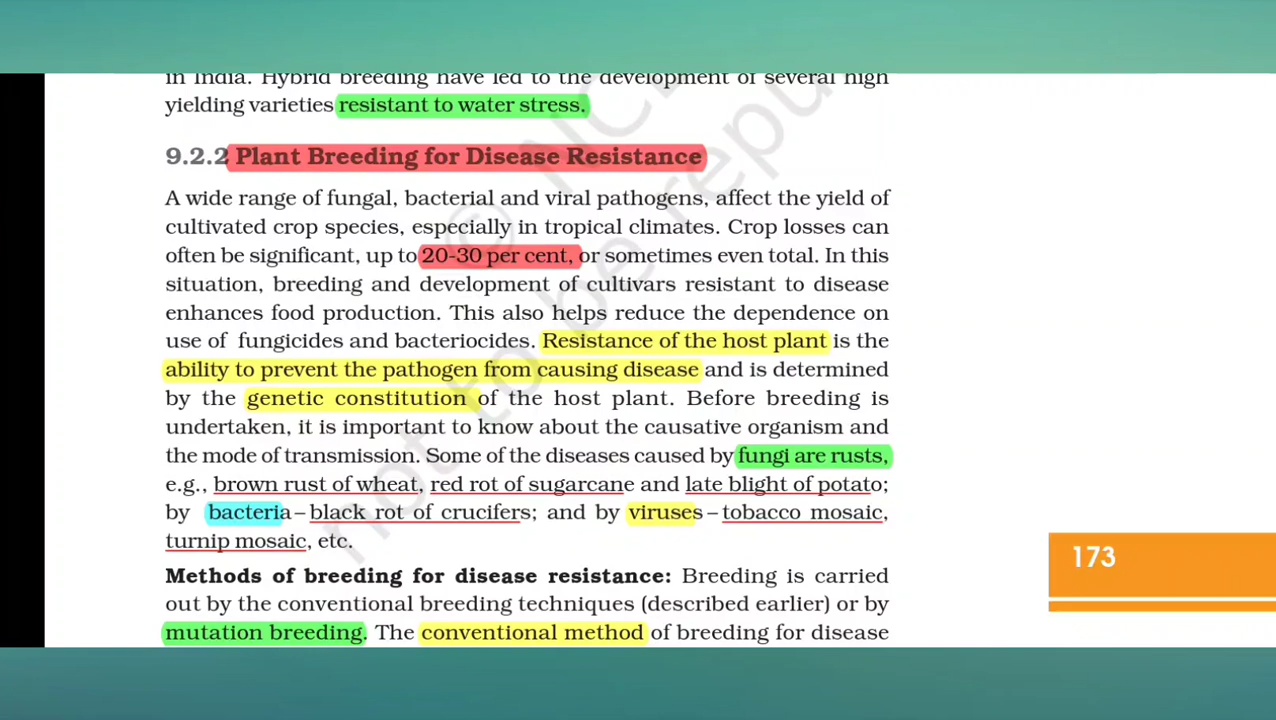 in India. Hybrid breeding have led to the development of several high
yielding varieties resistant to water stress.
9.2.2 Plant Breeding for Disease Resistance
A wide range of fungal, bacterial and viral pathogens, affect the yield of
cultivated crop species, especially in tropical climates. Crop losses can
often be significant, up to 20-30 per cent, or sometimes even total. In this
situation, breeding and development of cultivars resistant to disease
enhances food production. This also helps reduce the dependence on
use of fungicides and bacteriocides. Resistance of the host plant is the
ability to prevent the pathogen from causing disease and is determined
by the genetic constitution of the host plant. Before breeding is
undertaken, it is important to know about the causative organism and
the mode of transmission. Some of the diseases caused by fungi are rusts,
e.g., brown rust of wheat, red rot of sugarcane and late blight of potato;
by bacteria – black rot of crucifers; and by viruses – tobacco mosaic,
turnip mosaic, etc.
Methods of breeding for disease resistance: Breeding is carried
out by the conventional breeding techniques (described earlier) or by
mutation breeding. The conventional method of breeding for disease
173
© NCE
not to be repu